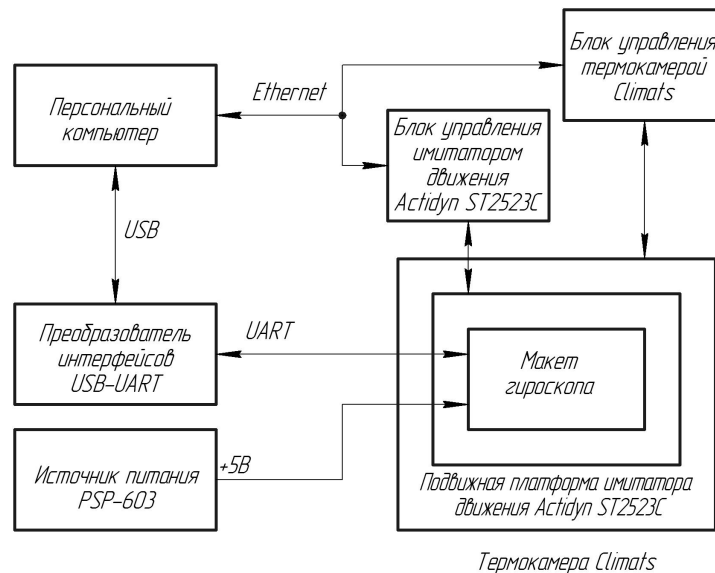 Блок управления
термокамерой
Climats
Персональный
компьютер
Ethernet
Блок управления
имитатором
движения
Actidyn ST2523C
USB
Преобразователь
интерфейсов
USB-UART
UART
Макет
гироскопа
Источник питания
PSP-603
+5В
Подвижная платформа имитатора
движения Actidyn ST2523C
Термокамера Climats